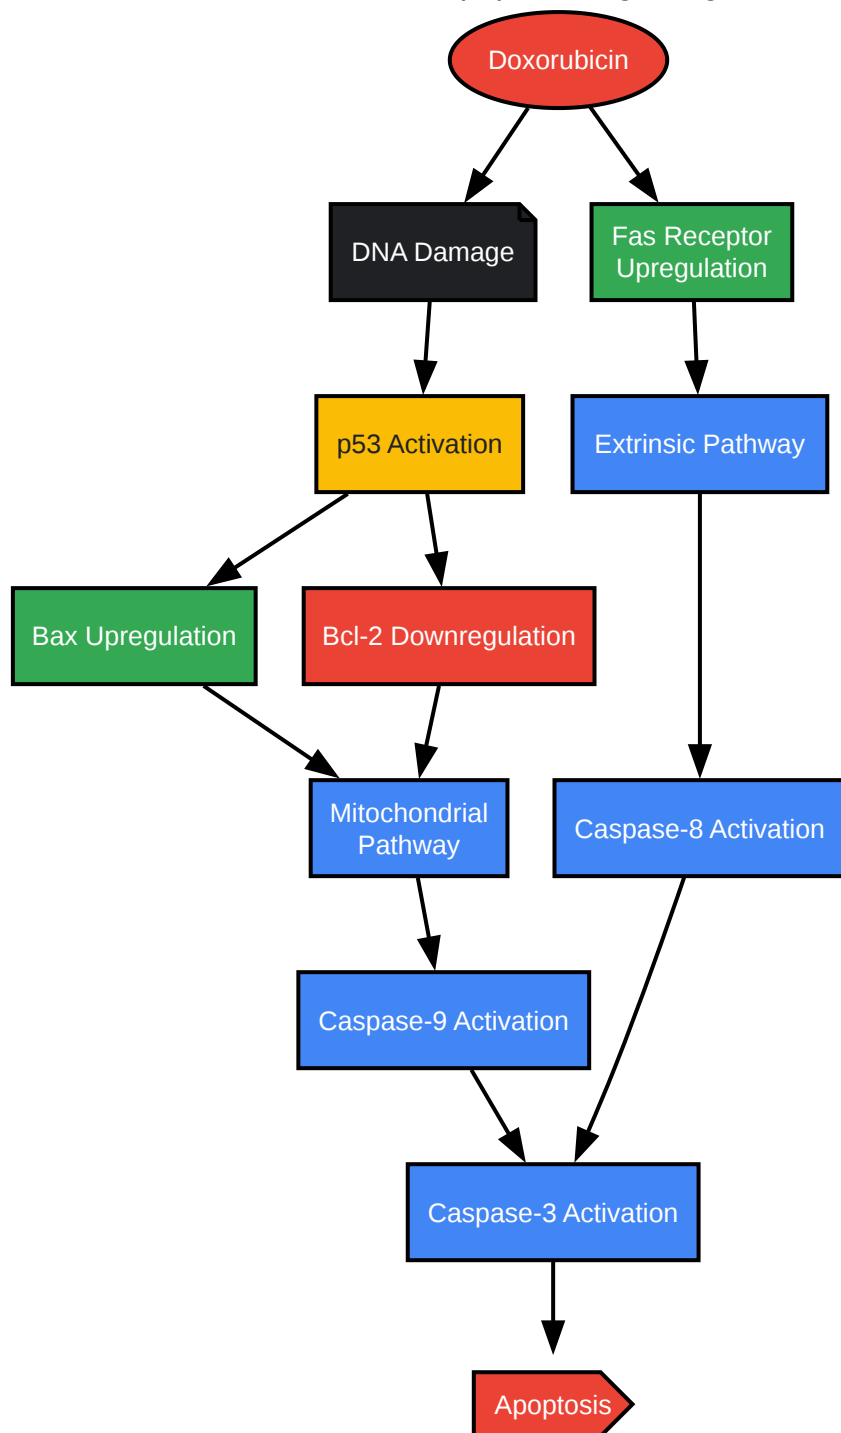 Doxorubicin
DNA Damage
Fas Receptor
Upregulation
p53 Activation
Extrinsic Pathway
Bax Upregulation
Bcl-2 Downregulation
Mitochondrial
Pathway
Caspase-8 Activation
Caspase-9 Activation
Caspase-3 Activation
Apoptosis